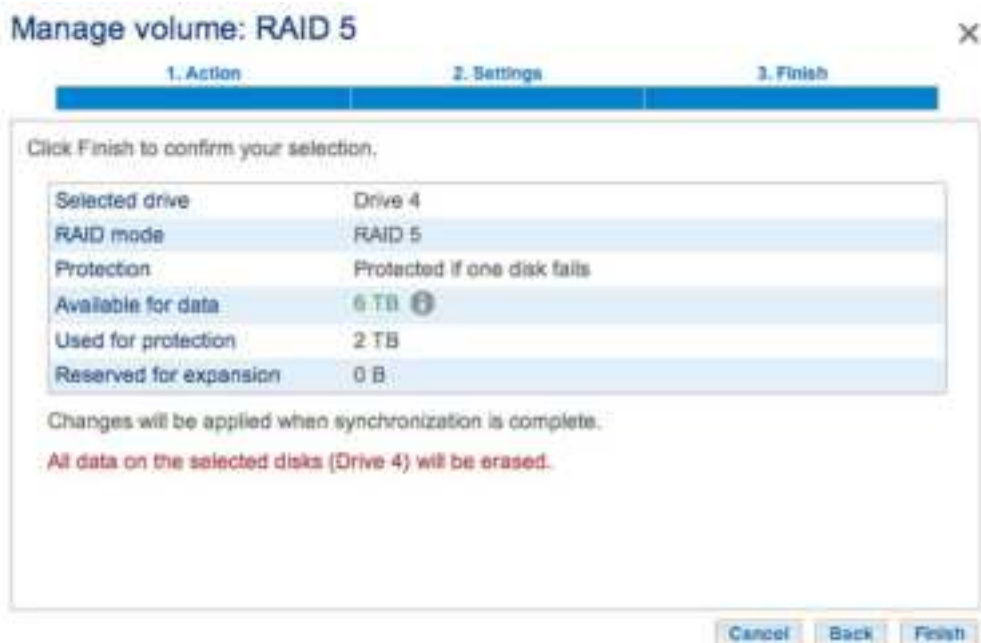 Manage volume: RAID 5
1. Action 2. Settings 3. Finish
Click Finish to confirm your selection.
Selected drive Drive 4
RAID mode RAID 5
Protection Protected if one disk fails
Available for data 6 TB
Used for protection 2 TB
Reserved for expansion 0 B
Changes will be applied when synchronization is complete.
All data on the selected disks (Drive 4) will be erased.
Cancel Back Finish